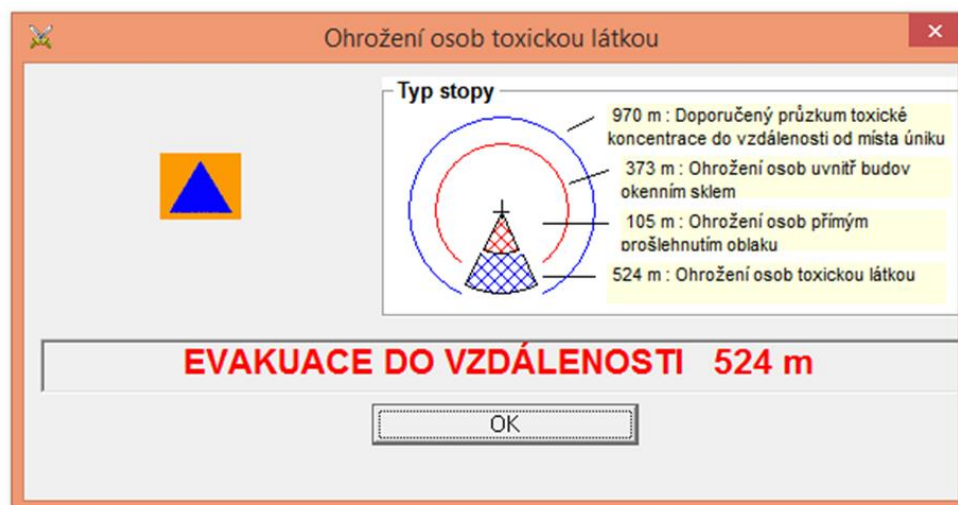 Ohrožení osob toxickou látkou
Typ stopy
970 m : Doporučený průzkum toxické
koncentrace do vzdálenosti od místa úniku
373 m : Ohrožení osob uvnitř budov
okenním sklem
105 m : Ohrožení osob přímým
prošlehnutím oblaku
524 m : Ohrožení osob toxickou látkou
EVAKUACE DO VZDÁLENOSTI 524 m
OK